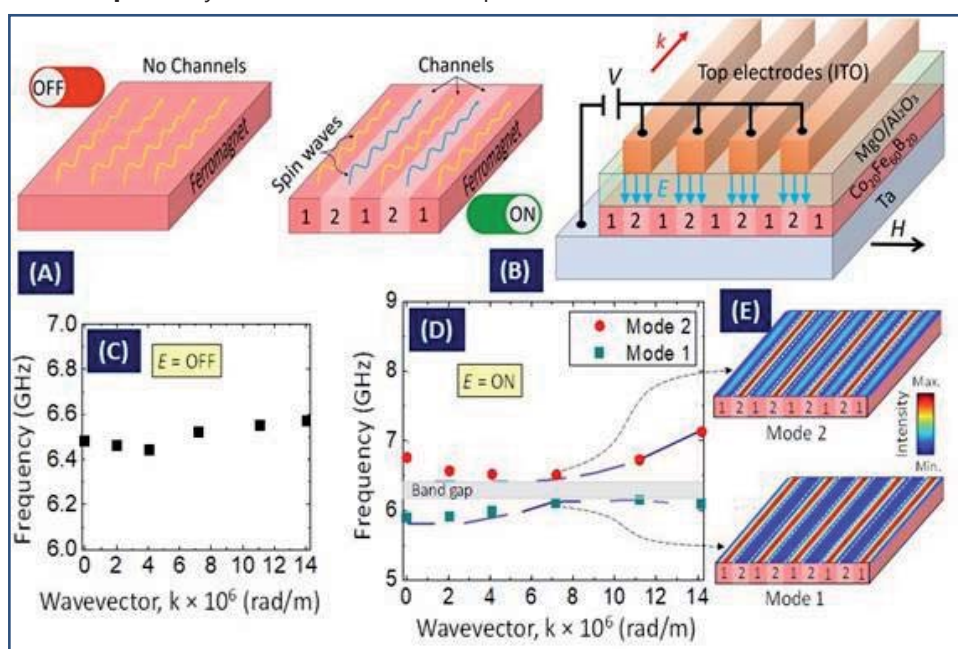 OFF
No Channels
Ferromagnet
(A)
Channels
Spin waves
Ferromagnet
1 2 1 2 1
ON
(B)
k
V
Top electrodes (ITO)
E
MgO/Al₂O₃
Co₂₀Fe₆₀B₂₀
Ta
1 2 1 2 1 2 1 2 1
H
(C)
E = OFF
Frequency (GHz)
7.0
6.8
6.6
6.4
6.2
6.0
0 2 4 6 8 10 12 14
Wavevector, k × 10⁶ (rad/m)
(D)
Mode 2
Mode 1
E = ON
Frequency (GHz)
9
8
7
6
5
Band gap
0 2 4 6 8 10 12 14
Wavevector, k × 10⁶ (rad/m)
(E)
1 2 1 2 1 2 1 2 1
Mode 2
Max.
Intensity
Min.
1 2 1 2 1 2 1 2 1
Mode 1